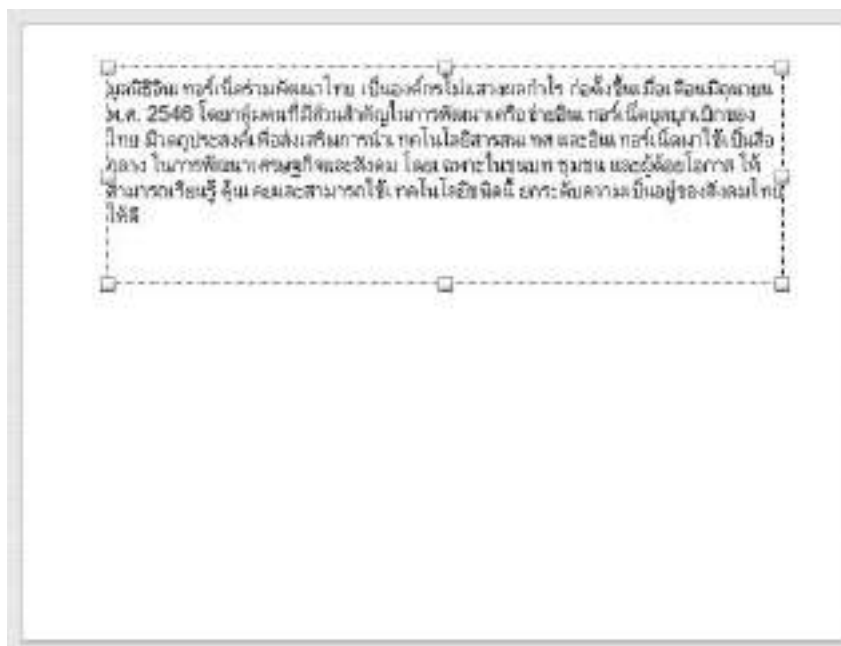 มูลนิธิอินเทอร์เน็ตร่วมพัฒนาไทย เป็นองค์กรไม่แสวงผลกำไร ก่อตั้งขึ้นเมื่อเดือนมิถุนายน
พ.ศ. 2546 โดยกลุ่มคนที่มีส่วนสำคัญในการพัฒนาเครือข่ายอินเทอร์เน็ตยุคบุกเบิกของ
ไทย มีวัตถุประสงค์เพื่อส่งเสริมการนำเทคโนโลยีสารสนเทศ และอินเทอร์เน็ตมาใช้เป็นสื่อ
กลาง ในการพัฒนาเศรษฐกิจและสังคม โดยเฉพาะในชนบท ชุมชน และผู้ด้อยโอกาส ให้
สามารถเรียนรู้ คุ้นเคยและสามารถใช้เทคโนโลยีชนิดนี้ ยกระดับความเป็นอยู่ของสังคมไทย
ให้ดี